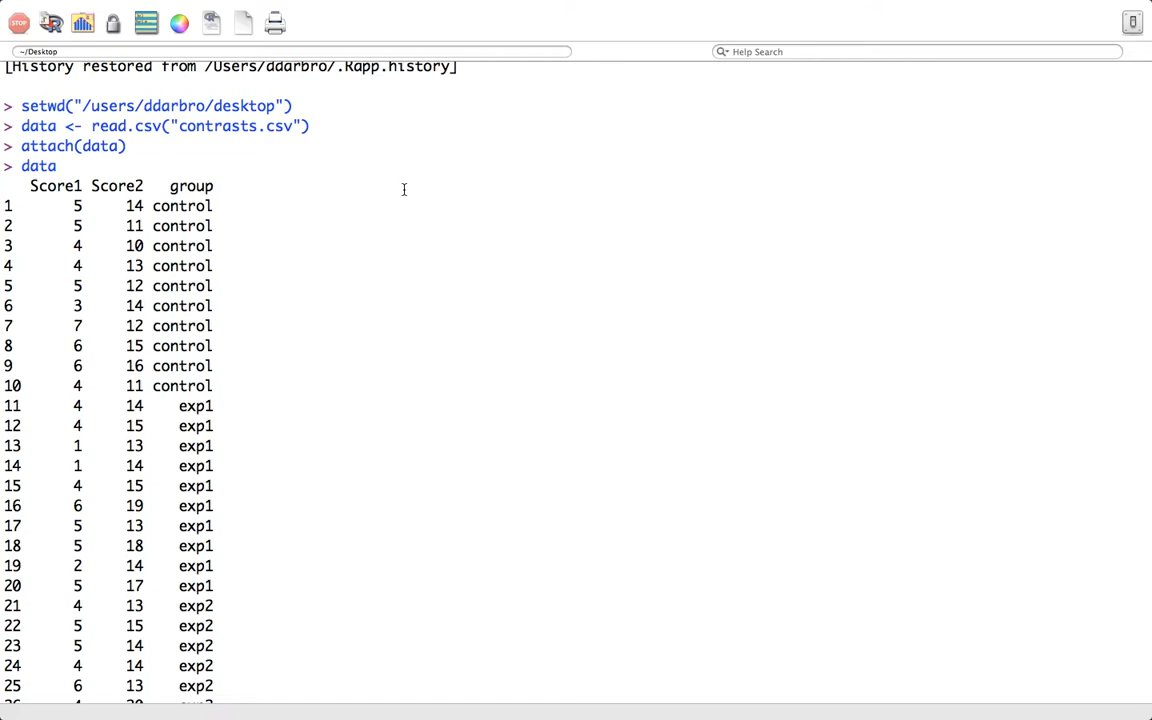 STOP
~/Desktop
Help Search
[History restored from /Users/ddarbro/.Rapp.history]
> setwd("/users/ddarbro/desktop")
> data <- read.csv("contrasts.csv")
> attach(data)
> data
Score1 Score2 group
1 5 14 control
2 5 11 control
3 4 10 control
4 4 13 control
5 5 12 control
6 3 14 control
7 7 12 control
8 6 15 control
9 6 16 control
10 4 11 control
11 4 14 exp1
12 4 15 exp1
13 1 13 exp1
14 1 14 exp1
15 4 15 exp1
16 6 19 exp1
17 5 13 exp1
18 5 18 exp1
19 2 14 exp1
20 5 17 exp1
21 4 13 exp2
22 5 15 exp2
23 5 14 exp2
24 4 14 exp2
25 6 13 exp2